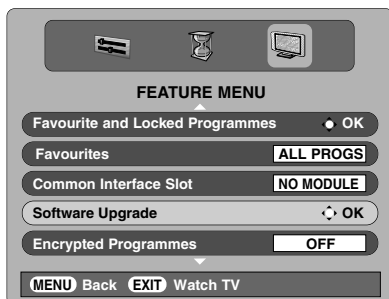 FEATURE MENU
Favourite and Locked Programmes OK
Favourites ALL PROGS
Common Interface Slot NO MODULE
Software Upgrade OK
Encrypted Programmes OFF
MENU Back EXIT Watch TV